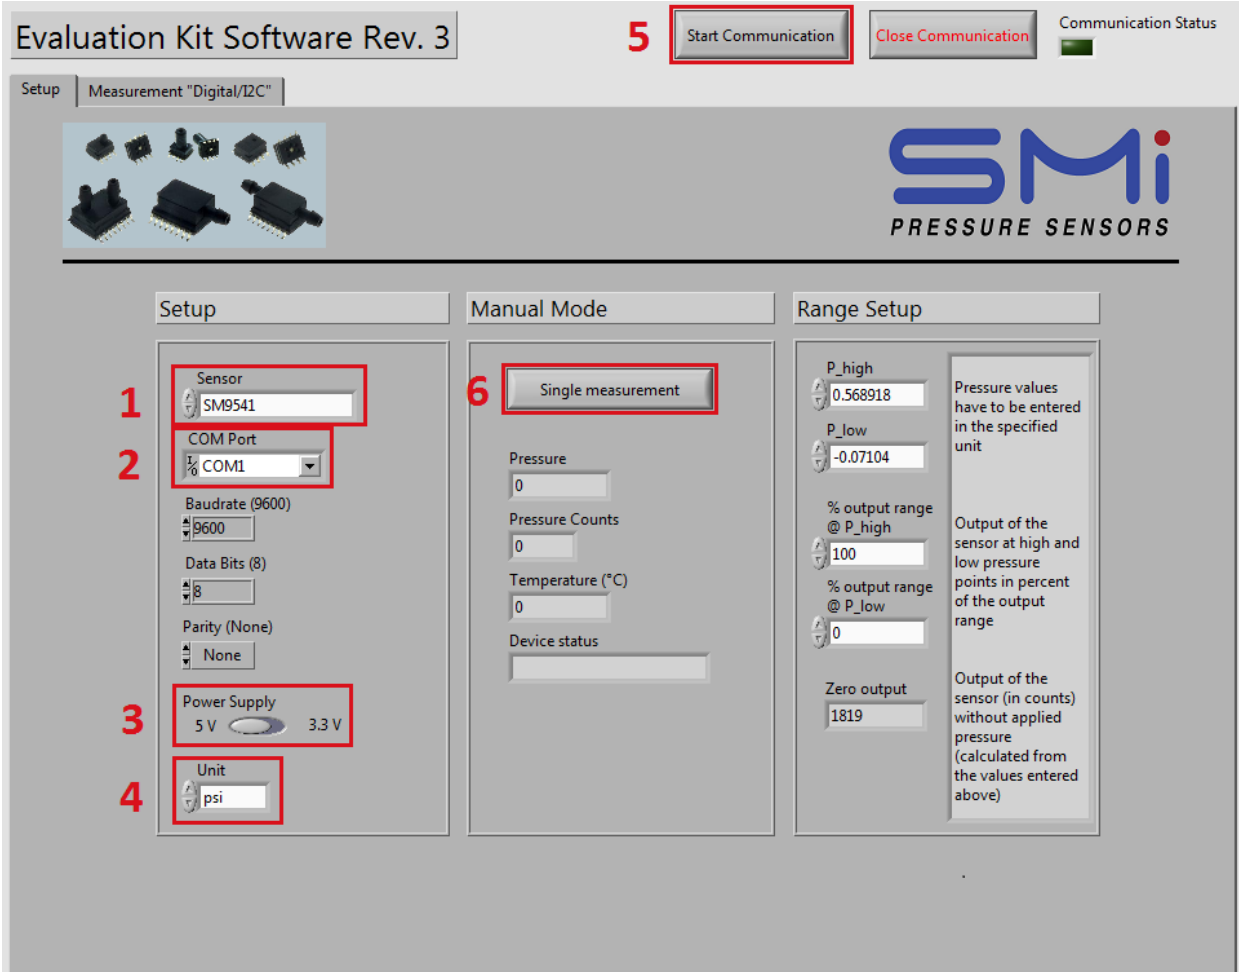 Evaluation Kit Software Rev. 3
5
Start Communication
Close Communication
Communication Status
Setup
Measurement "Digital/I2C"
SMi
PRESSURE SENSORS
Setup
1
Sensor
SM9541
2
COM Port
I/O COM1
Baudrate (9600)
9600
Data Bits (8)
8
Parity (None)
None
3
Power Supply
5 V 3.3 V
4
Unit
psi
Manual Mode
6
Single measurement
Pressure
0
Pressure Counts
0
Temperature (°C)
0
Device status
Range Setup
P_high
0.568918
P_low
-0.07104
% output range
@ P_high
100
% output range
@ P_low
0
Zero output
1819
Pressure values
have to be entered
in the specified
unit
Output of the
sensor at high and
low pressure
points in percent
of the output
range
Output of the
sensor (in counts)
without applied
pressure
(calculated from
the values entered
above)